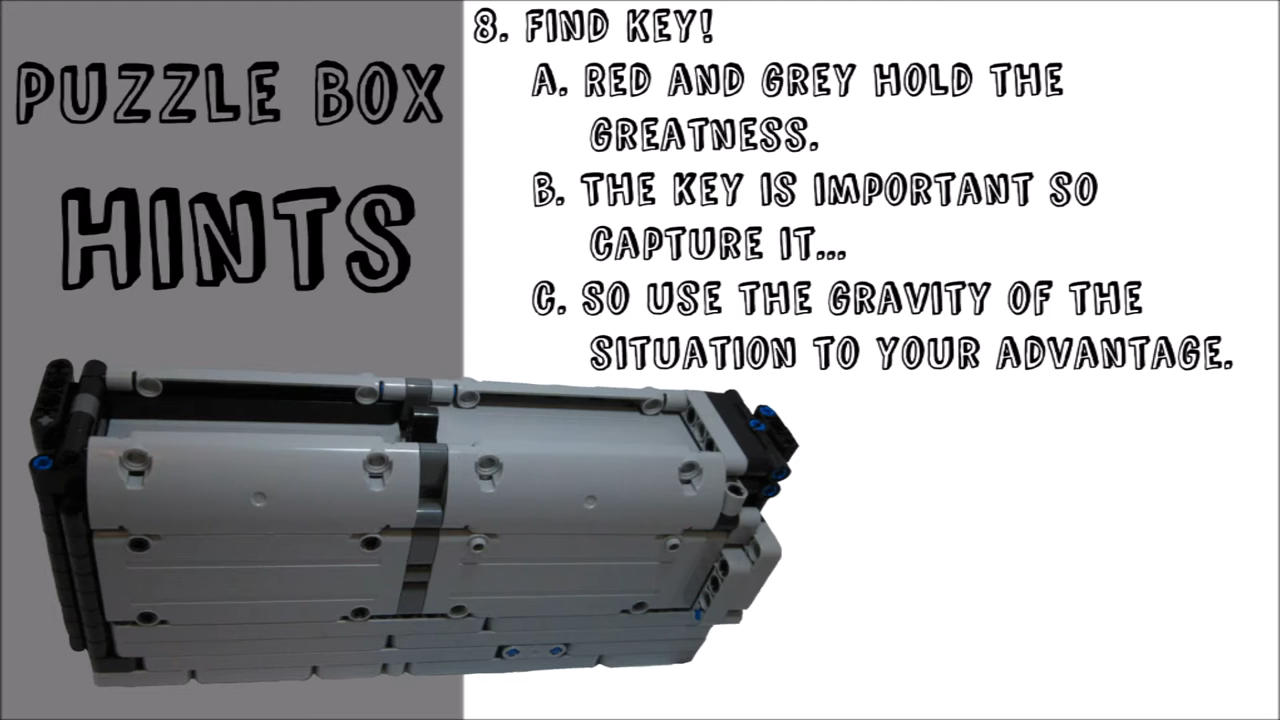 PUZZLE BOX
HINTS
8. FIND KEY!
A. RED AND GREY HOLD THE
GREATNESS.
B. THE KEY IS IMPORTANT SO
CAPTURE IT...
C. SO USE THE GRAVITY OF THE
SITUATION TO YOUR ADVANTAGE.